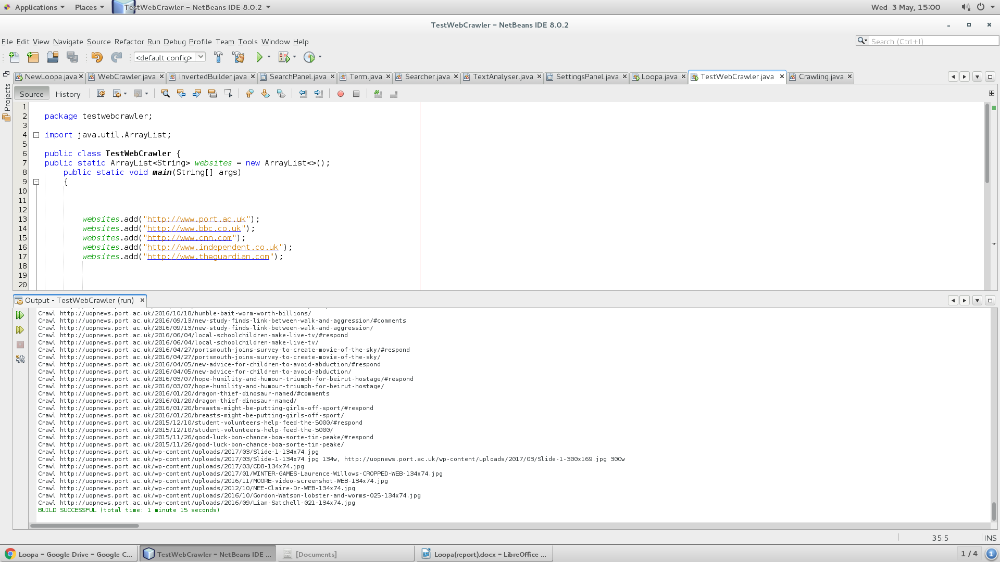 Applications Places TestWebCrawler – NetBeans IDE 8.0.2 Wed 3 May, 15:00
TestWebCrawler – NetBeans IDE 8.0.2
File Edit View Navigate Source Refactor Run Debug Profile Team Tools Window Help Search (Ctrl+I)
<default config>
NewLoopa.java WebCrawler.java InvertedBuilder.java SearchPanel.java Term.java Searcher.java TextAnalyser.java SettingsPanel.java Loopa.java TestWebCrawler.java Crawling.java
Projects
Source History
1
2 package testwebcrawler;
3
4 import java.util.ArrayList;
5
6 public class TestWebCrawler {
7 public static ArrayList<String> websites = new ArrayList<>();
8 public static void main(String[] args)
9 {
10
11
12
13 websites.add("http://www.port.ac.uk");
14 websites.add("http://www.bbc.co.uk");
15 websites.add("http://www.cnn.com");
16 websites.add("http://www.independent.co.uk");
17 websites.add("http://www.theguardian.com");
18
19
20
Output - TestWebCrawler (run)
Crawl http://uopnews.port.ac.uk/2016/10/18/humble-bait-worm-worth-billions/
Crawl http://uopnews.port.ac.uk/2016/09/13/new-study-finds-link-between-walk-and-aggression/#comments
Crawl http://uopnews.port.ac.uk/2016/09/13/new-study-finds-link-between-walk-and-aggression/
Crawl http://uopnews.port.ac.uk/2016/06/04/local-schoolchildren-make-live-tv/#respond
Crawl http://uopnews.port.ac.uk/2016/06/04/local-schoolchildren-make-live-tv/
Crawl http://uopnews.port.ac.uk/2016/04/27/portsmouth-joins-survey-to-create-movie-of-the-sky/#respond
Crawl http://uopnews.port.ac.uk/2016/04/27/portsmouth-joins-survey-to-create-movie-of-the-sky/
Crawl http://uopnews.port.ac.uk/2016/04/05/new-advice-for-children-to-avoid-abduction/#respond
Crawl http://uopnews.port.ac.uk/2016/04/05/new-advice-for-children-to-avoid-abduction/
Crawl http://uopnews.port.ac.uk/2016/03/07/hope-humility-and-humour-triumph-for-beirut-hostage/#respond
Crawl http://uopnews.port.ac.uk/2016/03/07/hope-humility-and-humour-triumph-for-beirut-hostage/
Crawl http://uopnews.port.ac.uk/2016/01/20/dragon-thief-dinosaur-named/#comments
Crawl http://uopnews.port.ac.uk/2016/01/20/dragon-thief-dinosaur-named/
Crawl http://uopnews.port.ac.uk/2016/01/20/breasts-might-be-putting-girls-off-sport/#respond
Crawl http://uopnews.port.ac.uk/2016/01/20/breasts-might-be-putting-girls-off-sport/
Crawl http://uopnews.port.ac.uk/2015/12/10/student-volunteers-help-feed-the-5000/#respond
Crawl http://uopnews.port.ac.uk/2015/12/10/student-volunteers-help-feed-the-5000/
Crawl http://uopnews.port.ac.uk/2015/11/26/good-luck-bon-chance-boa-sorte-tim-peake/#respond
Crawl http://uopnews.port.ac.uk/2015/11/26/good-luck-bon-chance-boa-sorte-tim-peake/
Crawl http://uopnews.port.ac.uk/wp-content/uploads/2017/03/Slide-1-134x74.jpg
Crawl http://uopnews.port.ac.uk/wp-content/uploads/2017/03/Slide-1-134x74.jpg 134w, http://uopnews.port.ac.uk/wp-content/uploads/2017/03/Slide-1-300x169.jpg 300w
Crawl http://uopnews.port.ac.uk/wp-content/uploads/2017/03/CD8-134x74.jpg
Crawl http://uopnews.port.ac.uk/wp-content/uploads/2017/01/WINTER-GAMES-Laurence-Willows-CROPPED-WEB-134x74.jpg
Crawl http://uopnews.port.ac.uk/wp-content/uploads/2016/11/MOORE-video-screenshot-WEB-134x74.jpg
Crawl http://uopnews.port.ac.uk/wp-content/uploads/2012/10/NEE-Claire-Dr-WEB-134x74.jpg
Crawl http://uopnews.port.ac.uk/wp-content/uploads/2016/10/Gordon-Watson-lobster-and-worms-025-134x74.jpg
Crawl http://uopnews.port.ac.uk/wp-content/uploads/2016/09/Liam-Satchell-021-134x74.jpg
BUILD SUCCESSFUL (total time: 1 minute 15 seconds)
35:5 INS
Loopa – Google Drive – Google C... TestWebCrawler – NetBeans IDE ... [Documents] Loopa(report).docx – LibreOffice ... 1 / 4 1